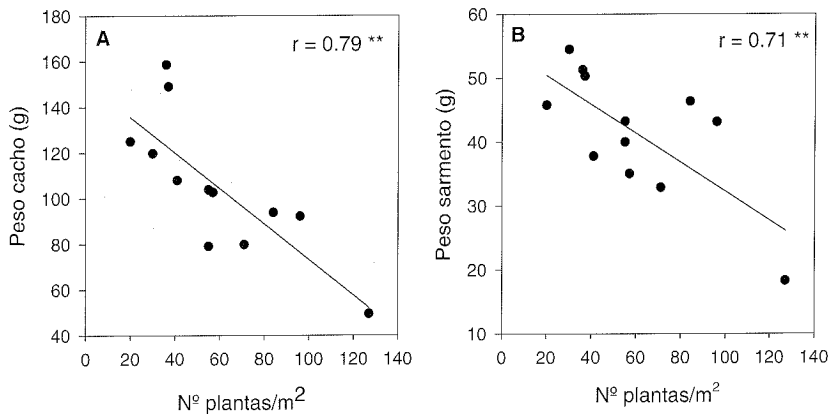 A
r = 0.79 **
Peso cacho (g)
180
160
140
120
100
80
60
40
0 20 40 60 80 100 120 140
Nº plantas/m²
B
r = 0.71 **
Peso sarmento (g)
60
50
40
30
20
10
0 20 40 60 80 100 120 140
Nº plantas/m²